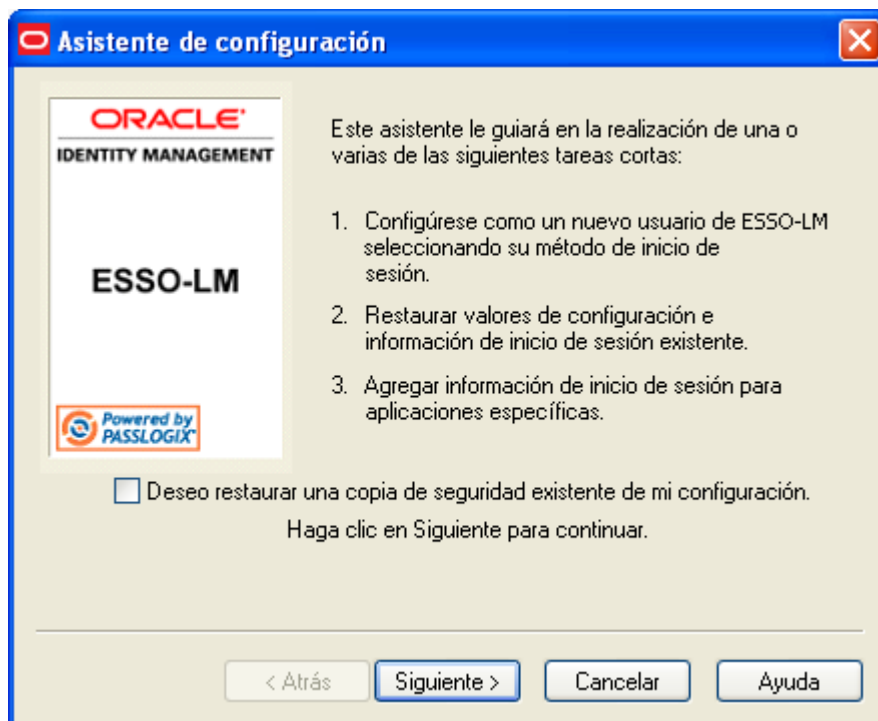 Asistente de configuración
ORACLE
IDENTITY MANAGEMENT
ESSO-LM
Powered by
PASSLOGIX
Este asistente le guiará en la realización de una o
varias de las siguientes tareas cortas:
1. Configúrese como un nuevo usuario de ESSO-LM
seleccionando su método de inicio de
sesión.
2. Restaurar valores de configuración e
información de inicio de sesión existente.
3. Agregar información de inicio de sesión para
aplicaciones específicas.
Deseo restaurar una copia de seguridad existente de mi configuración.
Haga clic en Siguiente para continuar.
< Atrás
Siguiente >
Cancelar
Ayuda